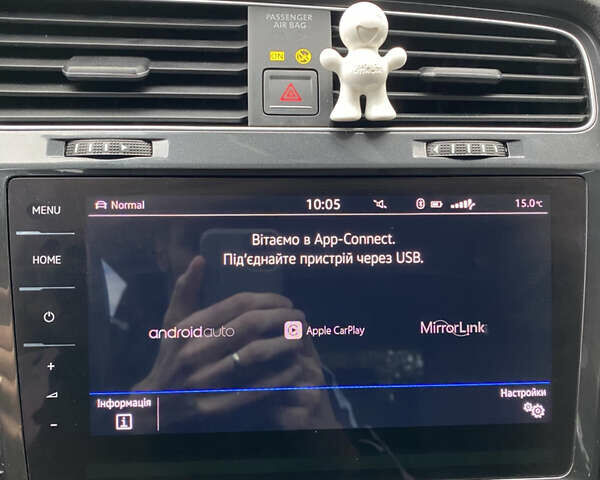 PASSENGER
AIR BAG
ON
MENU
Normal
10:05
15.0°C
HOME
Вітаємо в App-Connect.
Під'єднайте пристрій через USB.
androidauto
Apple CarPlay
MirrorLink
+
-
Інформація
Настройки